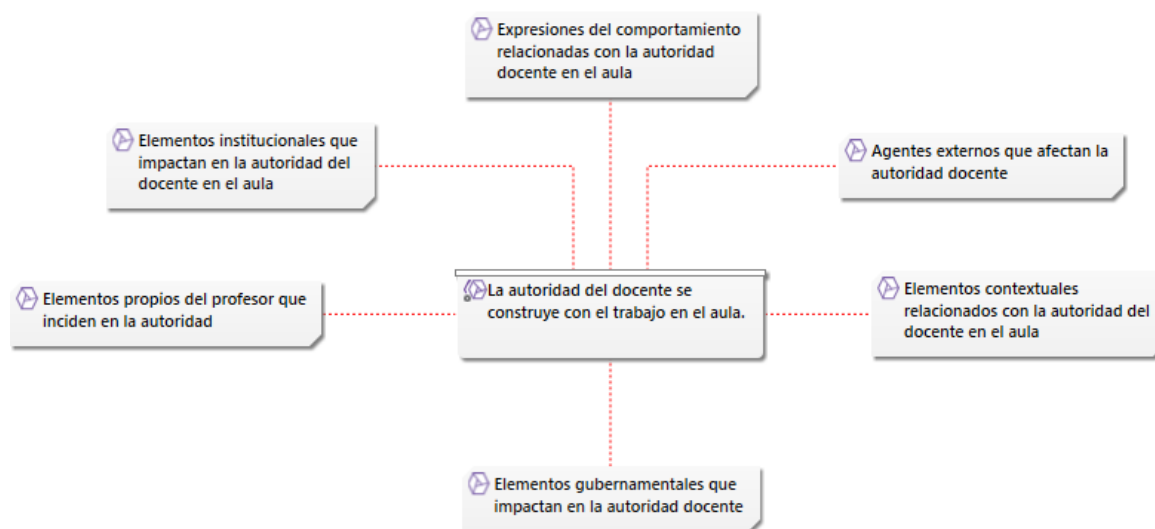 Expresiones del comportamiento
relacionadas con la autoridad
docente en el aula
Elementos institucionales que
impactan en la autoridad del
docente en el aula
Agentes externos que afectan la
autoridad docente
Elementos propios del profesor que
inciden en la autoridad
La autoridad del docente se
construye con el trabajo en el aula.
Elementos contextuales
relacionados con la autoridad del
docente en el aula
Elementos gubernamentales que
impactan en la autoridad docente